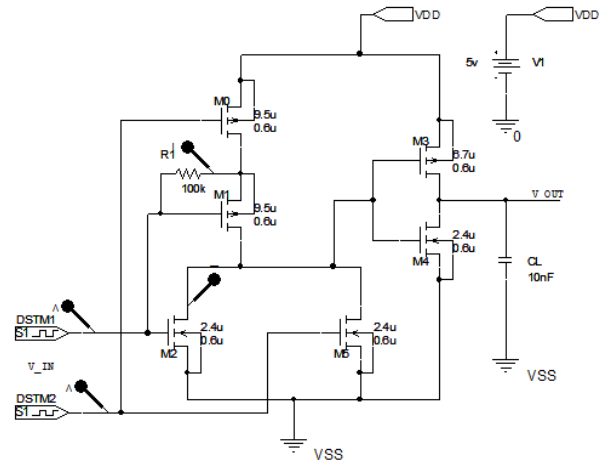 VDD
VDD
5v
V1
0
M0
9.5u
0.6u
R1
100k
M1
9.5u
0.6u
M3
6.7u
0.6u
V_OUT
M4
2.4u
0.6u
CL
10nF
DSTM1
S1
V_IN
M2
2.4u
0.6u
M5
2.4u
0.6u
DSTM2
S1
VSS
VSS